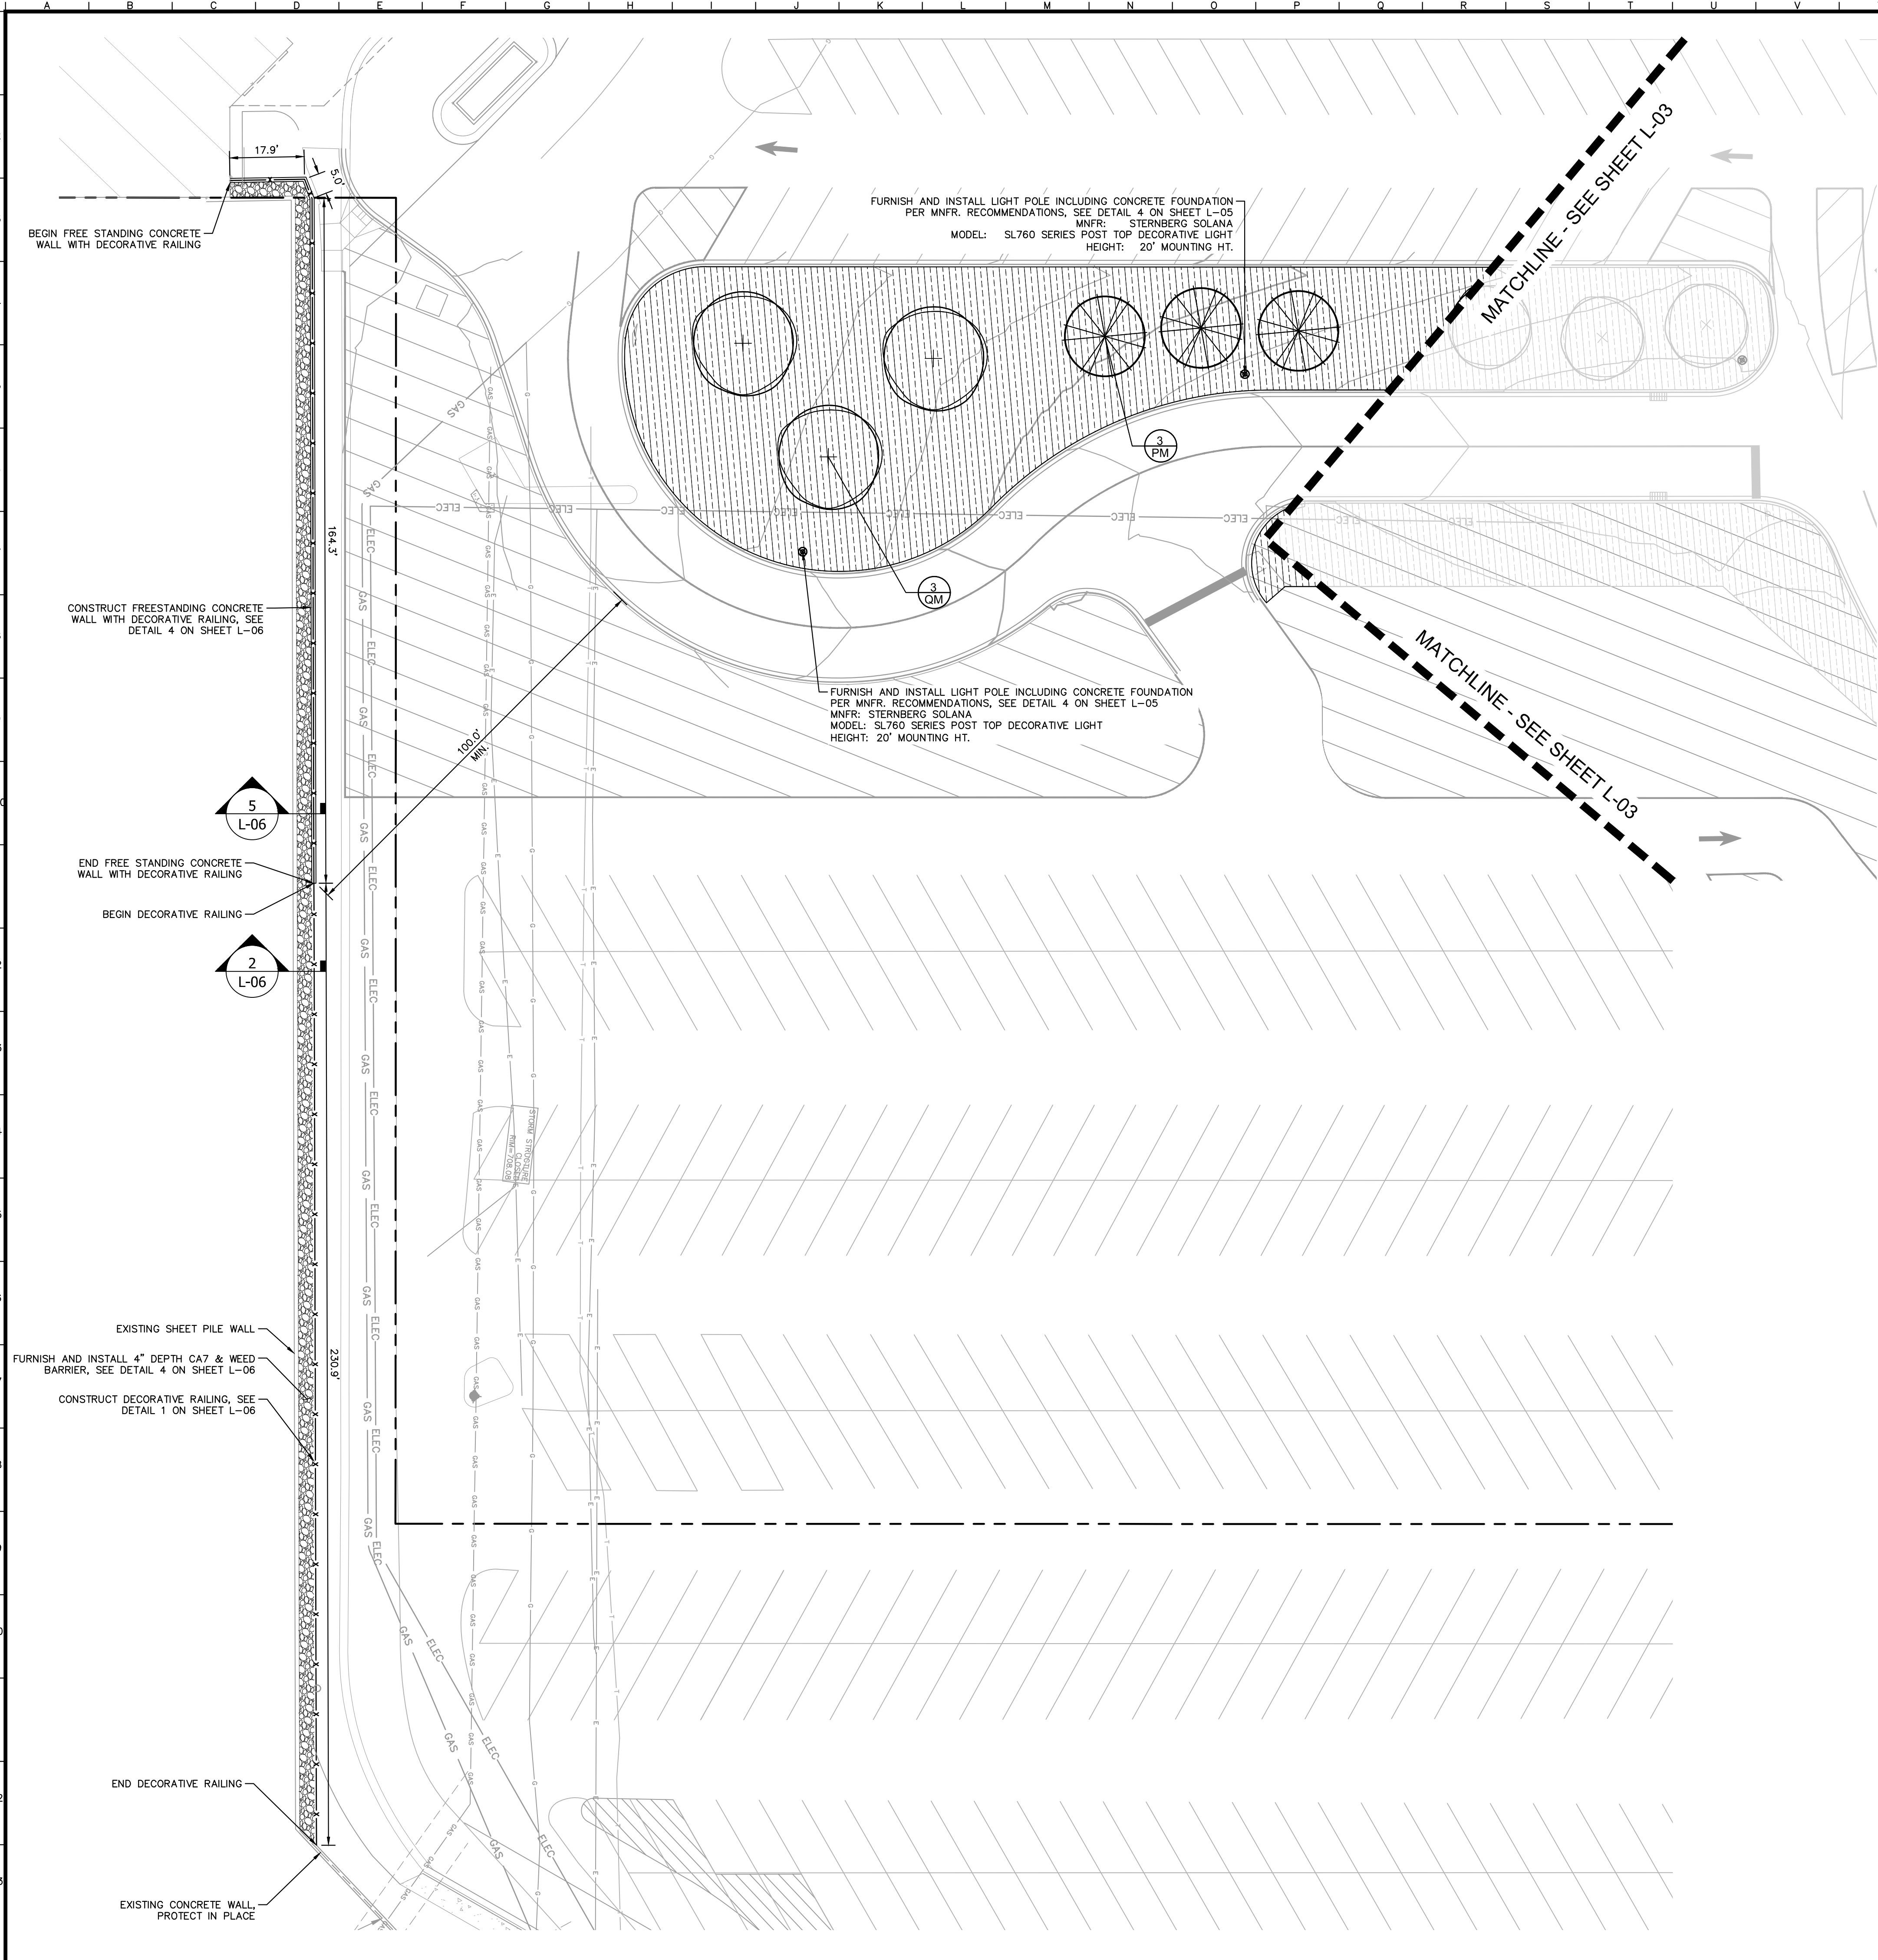 A B C D E F G H I J K L M N O P Q R S T U V
17.9'
5.0'
BEGIN FREE STANDING CONCRETE
WALL WITH DECORATIVE RAILING
FURNISH AND INSTALL LIGHT POLE INCLUDING CONCRETE FOUNDATION
PER MNFR. RECOMMENDATIONS, SEE DETAIL 4 ON SHEET L-05
MNFR: STERNBERG SOLANA
MODEL: SL760 SERIES POST TOP DECORATIVE LIGHT
HEIGHT: 20' MOUNTING HT.
MATCHLINE - SEE SHEET L-03
3
PM
164.3'
3
QM
CONSTRUCT FREESTANDING CONCRETE
WALL WITH DECORATIVE RAILING, SEE
DETAIL 4 ON SHEET L-06
MATCHLINE - SEE SHEET L-03
FURNISH AND INSTALL LIGHT POLE INCLUDING CONCRETE FOUNDATION
PER MNFR. RECOMMENDATIONS, SEE DETAIL 4 ON SHEET L-05
MNFR: STERNBERG SOLANA
MODEL: SL760 SERIES POST TOP DECORATIVE LIGHT
HEIGHT: 20' MOUNTING HT.
100.0'
MIN.
5
L-06
END FREE STANDING CONCRETE
WALL WITH DECORATIVE RAILING
BEGIN DECORATIVE RAILING
2
L-06
GAS
ELEC
STORM STRUCTURE
CLOSED
RIM=708.08
EXISTING SHEET PILE WALL
FURNISH AND INSTALL 4" DEPTH CA7 & WEED
BARRIER, SEE DETAIL 4 ON SHEET L-06
230.9'
CONSTRUCT DECORATIVE RAILING, SEE
DETAIL 1 ON SHEET L-06
END DECORATIVE RAILING
EXISTING CONCRETE WALL,
PROTECT IN PLACE